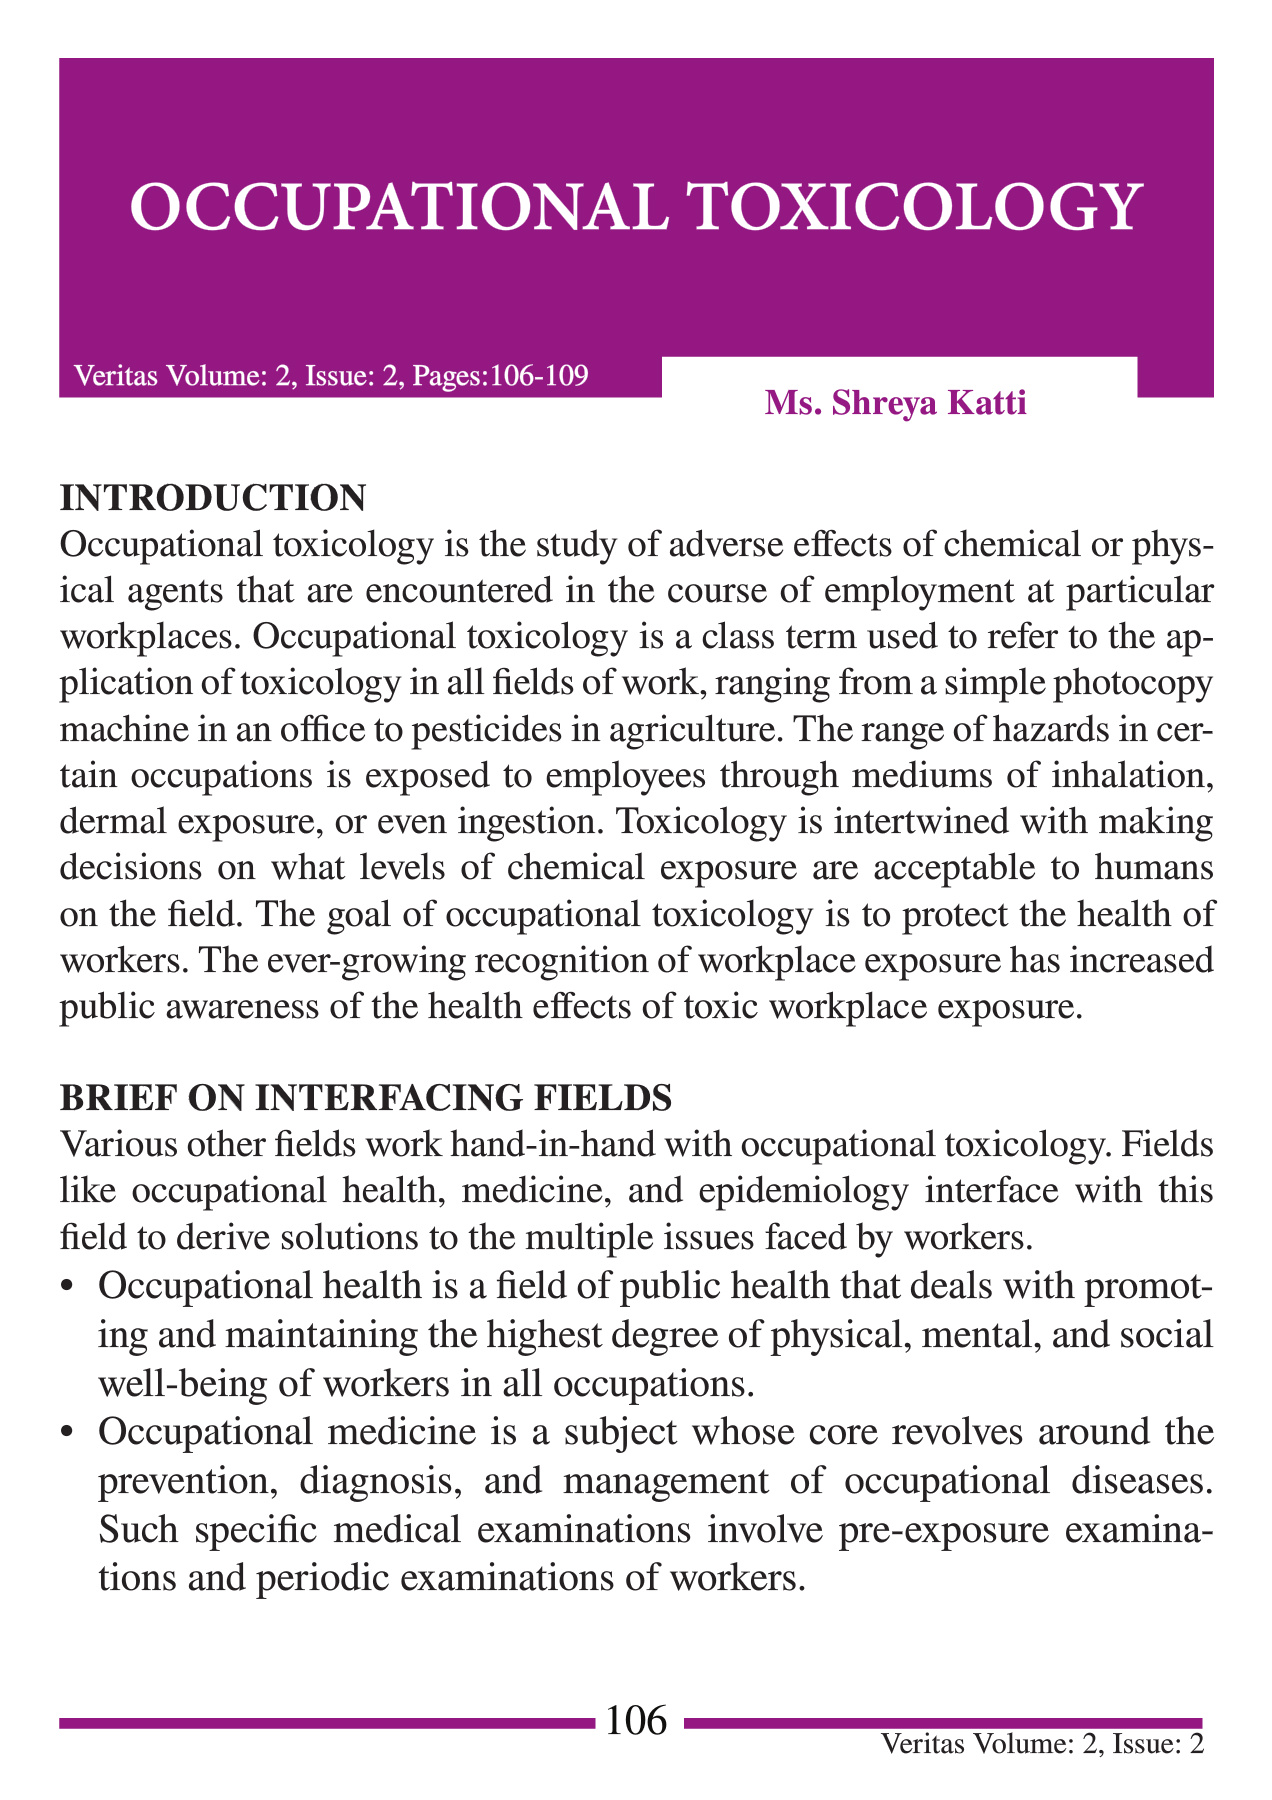 OCCUPATIONAL TOXICOLOGY
Veritas Volume: 2, Issue: 2, Pages:106-109
Ms. Shreya Katti
INTRODUCTION
Occupational toxicology is the study of adverse effects of chemical or phys-
ical agents that are encountered in the course of employment at particular
workplaces. Occupational toxicology is a class term used to refer to the ap-
plication of toxicology in all fields of work, ranging from a simple photocopy
machine in an office to pesticides in agriculture. The range of hazards in cer-
tain occupations is exposed to employees through mediums of inhalation,
dermal exposure, or even ingestion. Toxicology is intertwined with making
decisions on what levels of chemical exposure are acceptable to humans
on the field. The goal of occupational toxicology is to protect the health of
workers. The ever-growing recognition of workplace exposure has increased
public awareness of the health effects of toxic workplace exposure.
BRIEF ON INTERFACING FIELDS
Various other fields work hand-in-hand with occupational toxicology. Fields
like occupational health, medicine, and epidemiology interface with this
field to derive solutions to the multiple issues faced by workers.
• Occupational health is a field of public health that deals with promot-
ing and maintaining the highest degree of physical, mental, and social
well-being of workers in all occupations.
• Occupational medicine is a subject whose core revolves around the
prevention, diagnosis, and management of occupational diseases.
Such specific medical examinations involve pre-exposure examina-
tions and periodic examinations of workers.
106
Veritas Volume: 2, Issue: 2